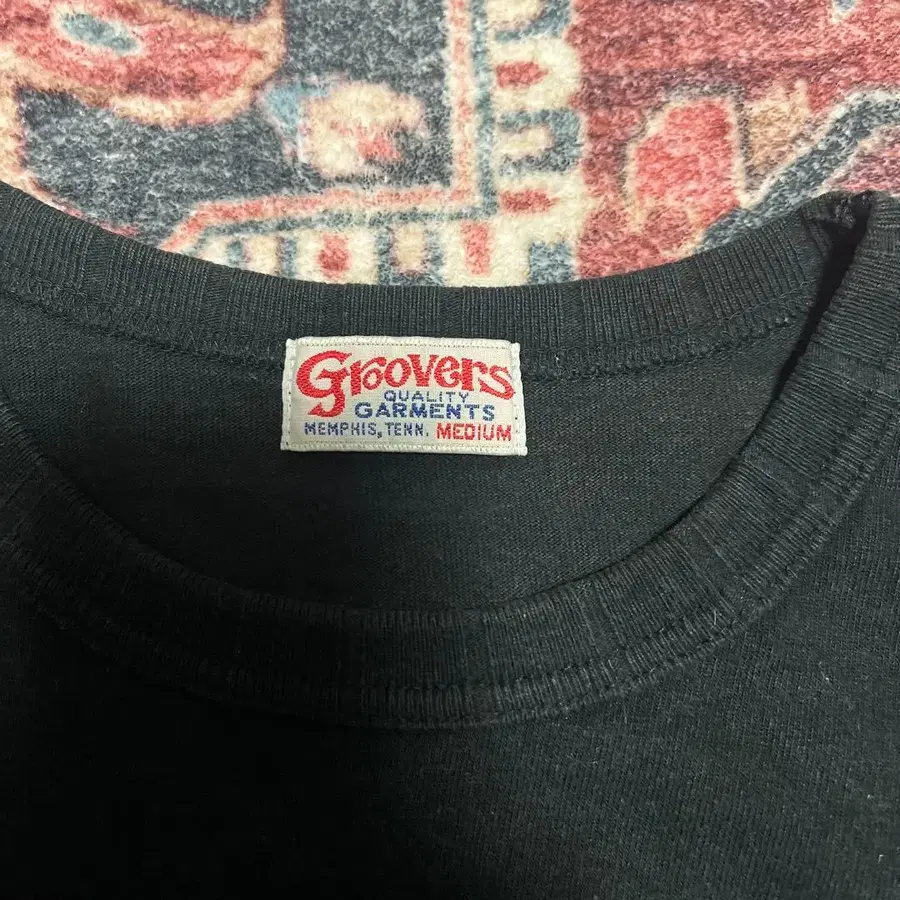 Groovers
QUALITY
GARMENTS
MEMPHIS, TENN. MEDIUM